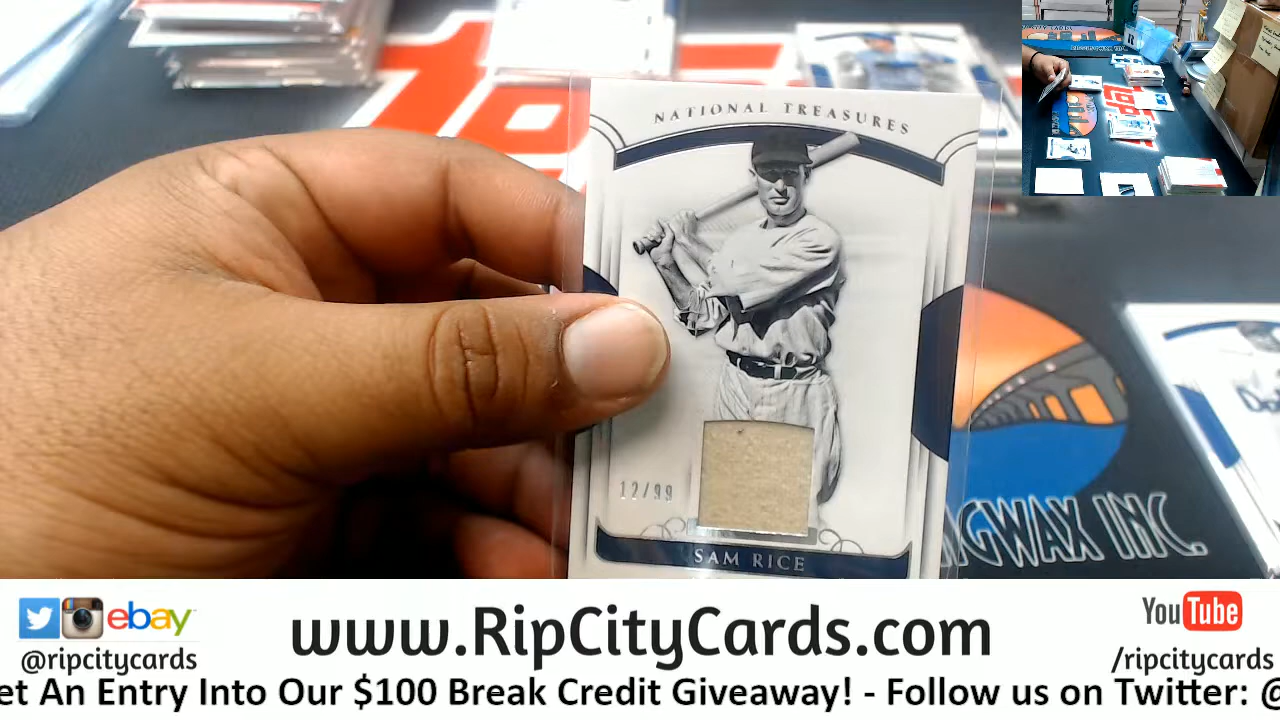 NATIONAL TREASURES
12/99
SAM RICE
GWAX INC.
ebay
@ripcitycards
www.RipCityCards.com
YouTube
/ripcitycards
et An Entry Into Our $100 Break Credit Giveaway! - Follow us on Twitter: @